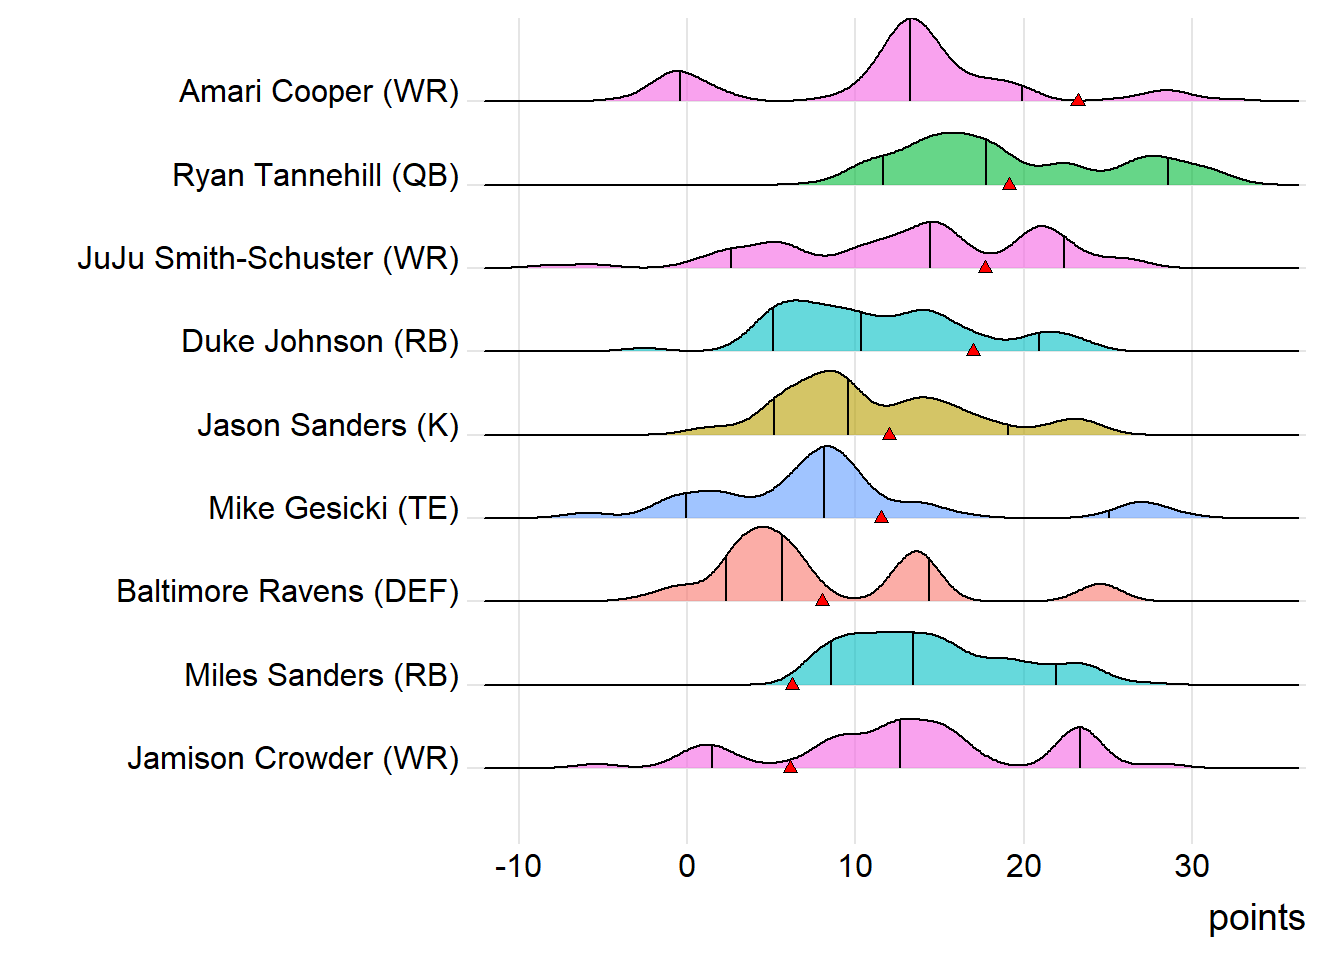 Amari Cooper (WR)
Ryan Tannehill (QB)
JuJu Smith-Schuster (WR)
Duke Johnson (RB)
Jason Sanders (K)
Mike Gesicki (TE)
Baltimore Ravens (DEF)
Miles Sanders (RB)
Jamison Crowder (WR)
-10 0 10 20 30
points